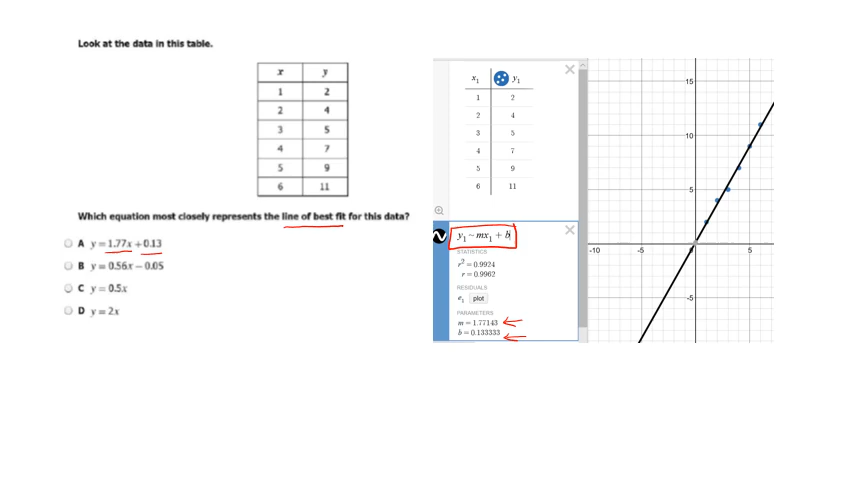 Look at the data in this table.
x y
1 2
2 4
3 5
4 7
5 9
6 11
Which equation most closely represents the line of best fit for this data?
A y = 1.77x + 0.13
B y = 0.56x − 0.05
C y = 0.5x
D y = 2x
x₁ y₁
1 2
2 4
3 5
4 7
5 9
6 11
y₁ ~ mx₁ + b
STATISTICS
r² = 0.9924
r = 0.9962
RESIDUALS
e₁ plot
PARAMETERS
m = 1.77143
b = 0.133333
15
10
5
-10 -5 5
-5